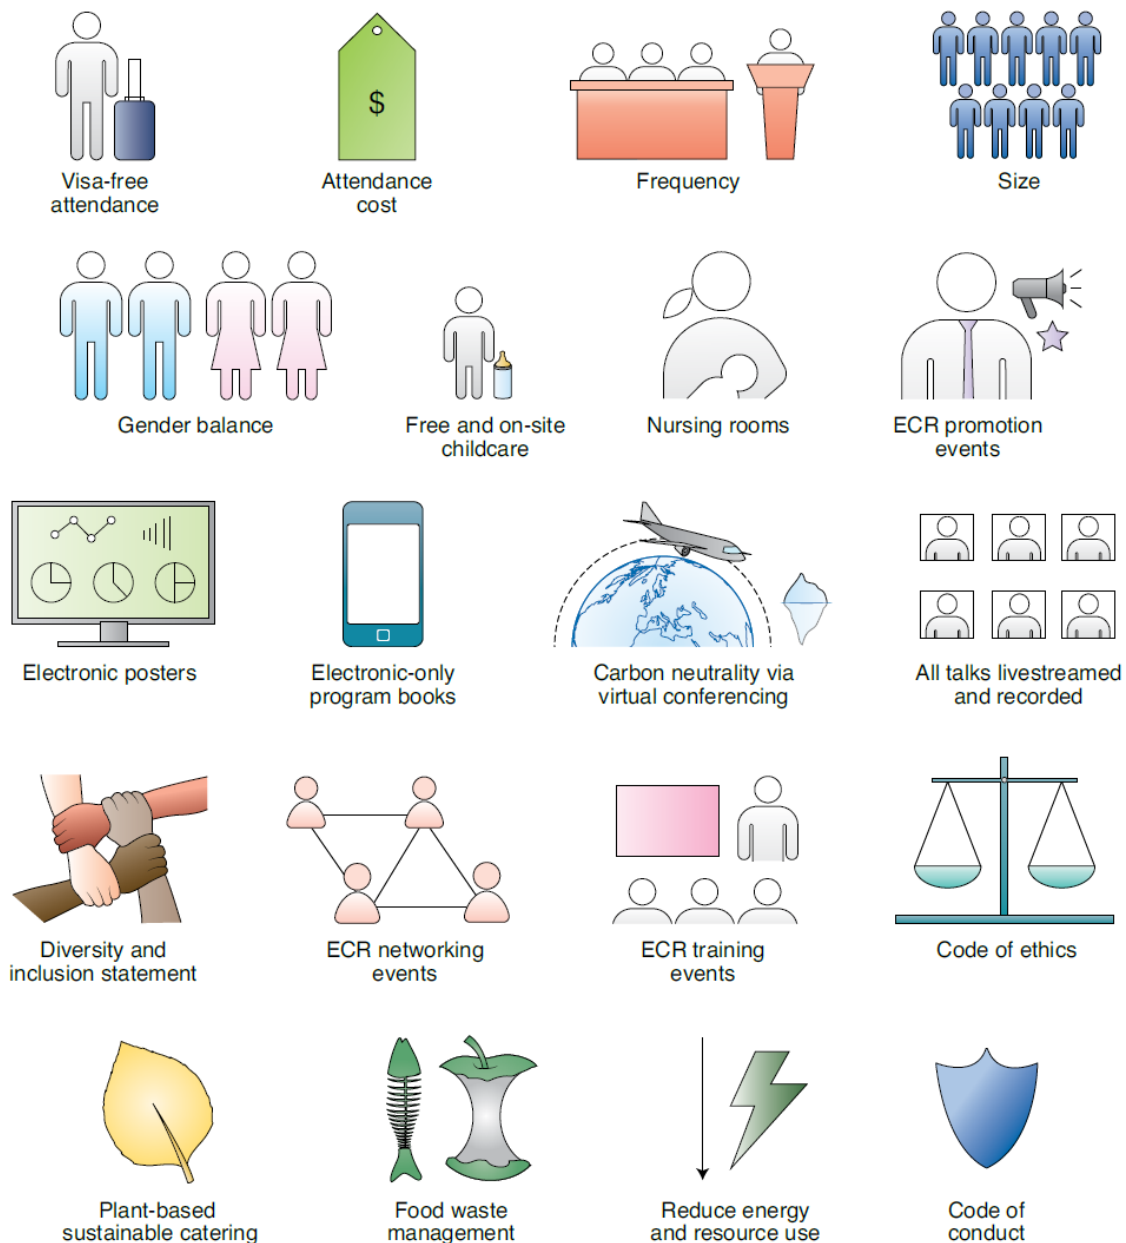 $
Visa-free
attendance
Attendance
cost
Frequency
Size
Gender balance
Free and on-site
childcare
Nursing rooms
ECR promotion
events
Electronic posters
Electronic-only
program books
Carbon neutrality via
virtual conferencing
All talks livestreamed
and recorded
Diversity and
inclusion statement
ECR networking
events
ECR training
events
Code of ethics
Plant-based
sustainable catering
Food waste
management
Reduce energy
and resource use
Code of
conduct